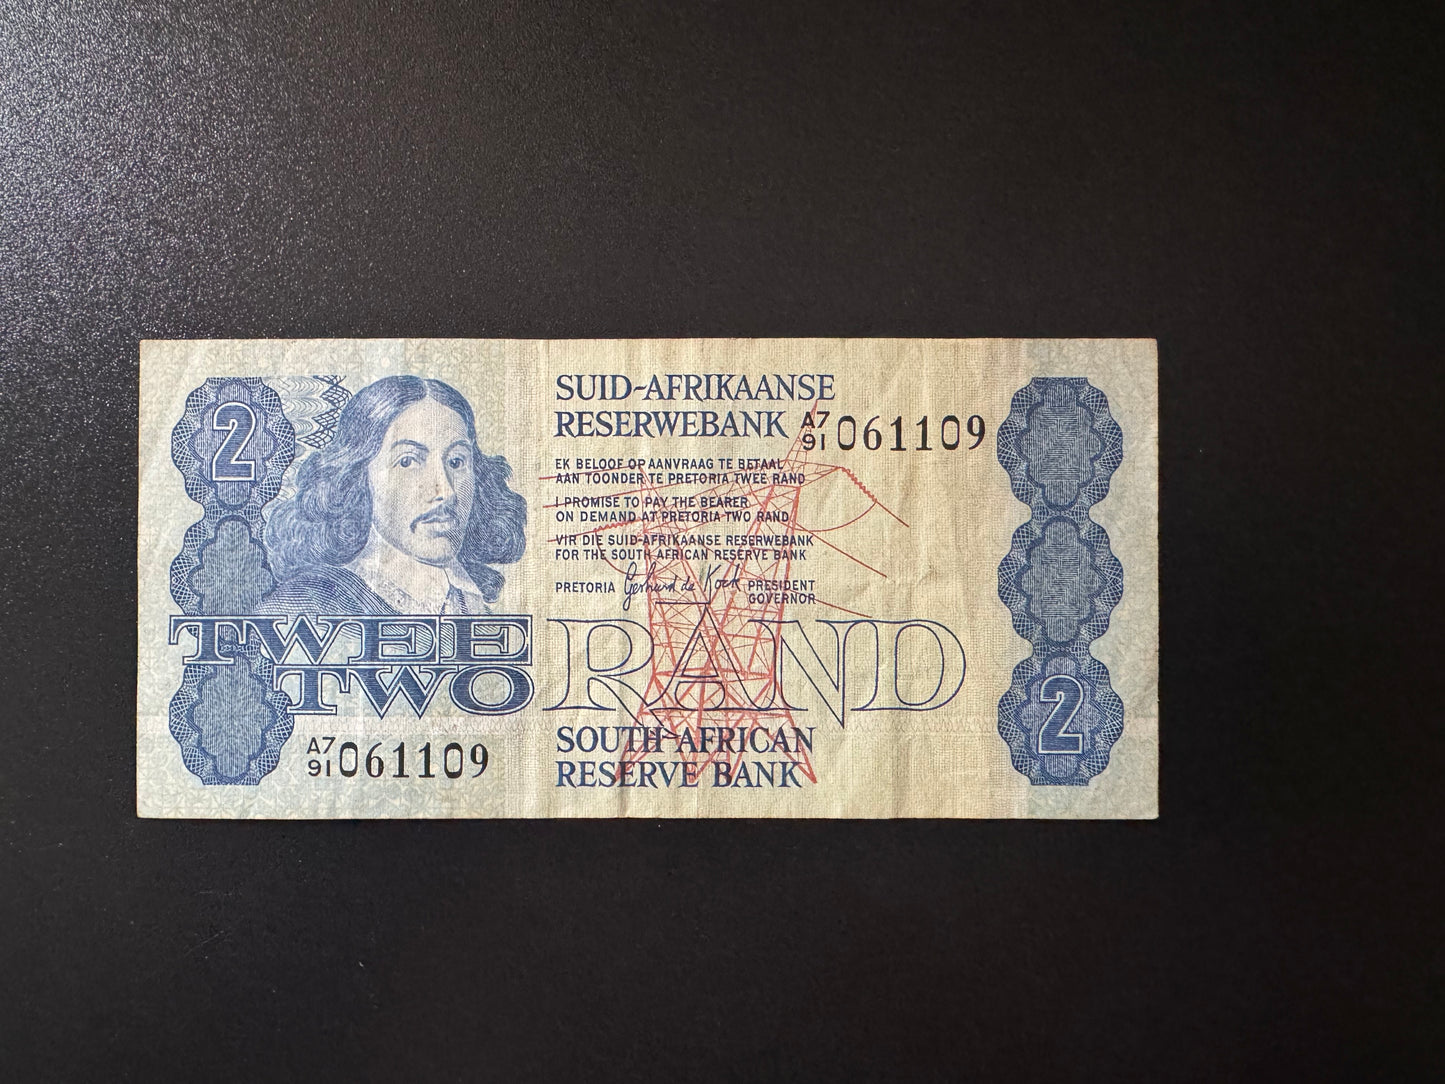 2
SUID-AFRIKAANSE
RESERWEBANK A7/91 061109
EK BELOOF OP AANVRAAG TE BETAAL
AAN TOONDER TE PRETORIA TWEE RAND
I PROMISE TO PAY THE BEARER
ON DEMAND AT PRETORIA TWO RAND
VIR DIE SUID-AFRIKAANSE RESERWEBANK
FOR THE SOUTH AFRICAN RESERVE BANK
PRETORIA Gerhard de Kock PRESIDENT
GOVERNOR
TWEE
TWO RAND
2
A7/91 061109
SOUTH AFRICAN
RESERVE BANK